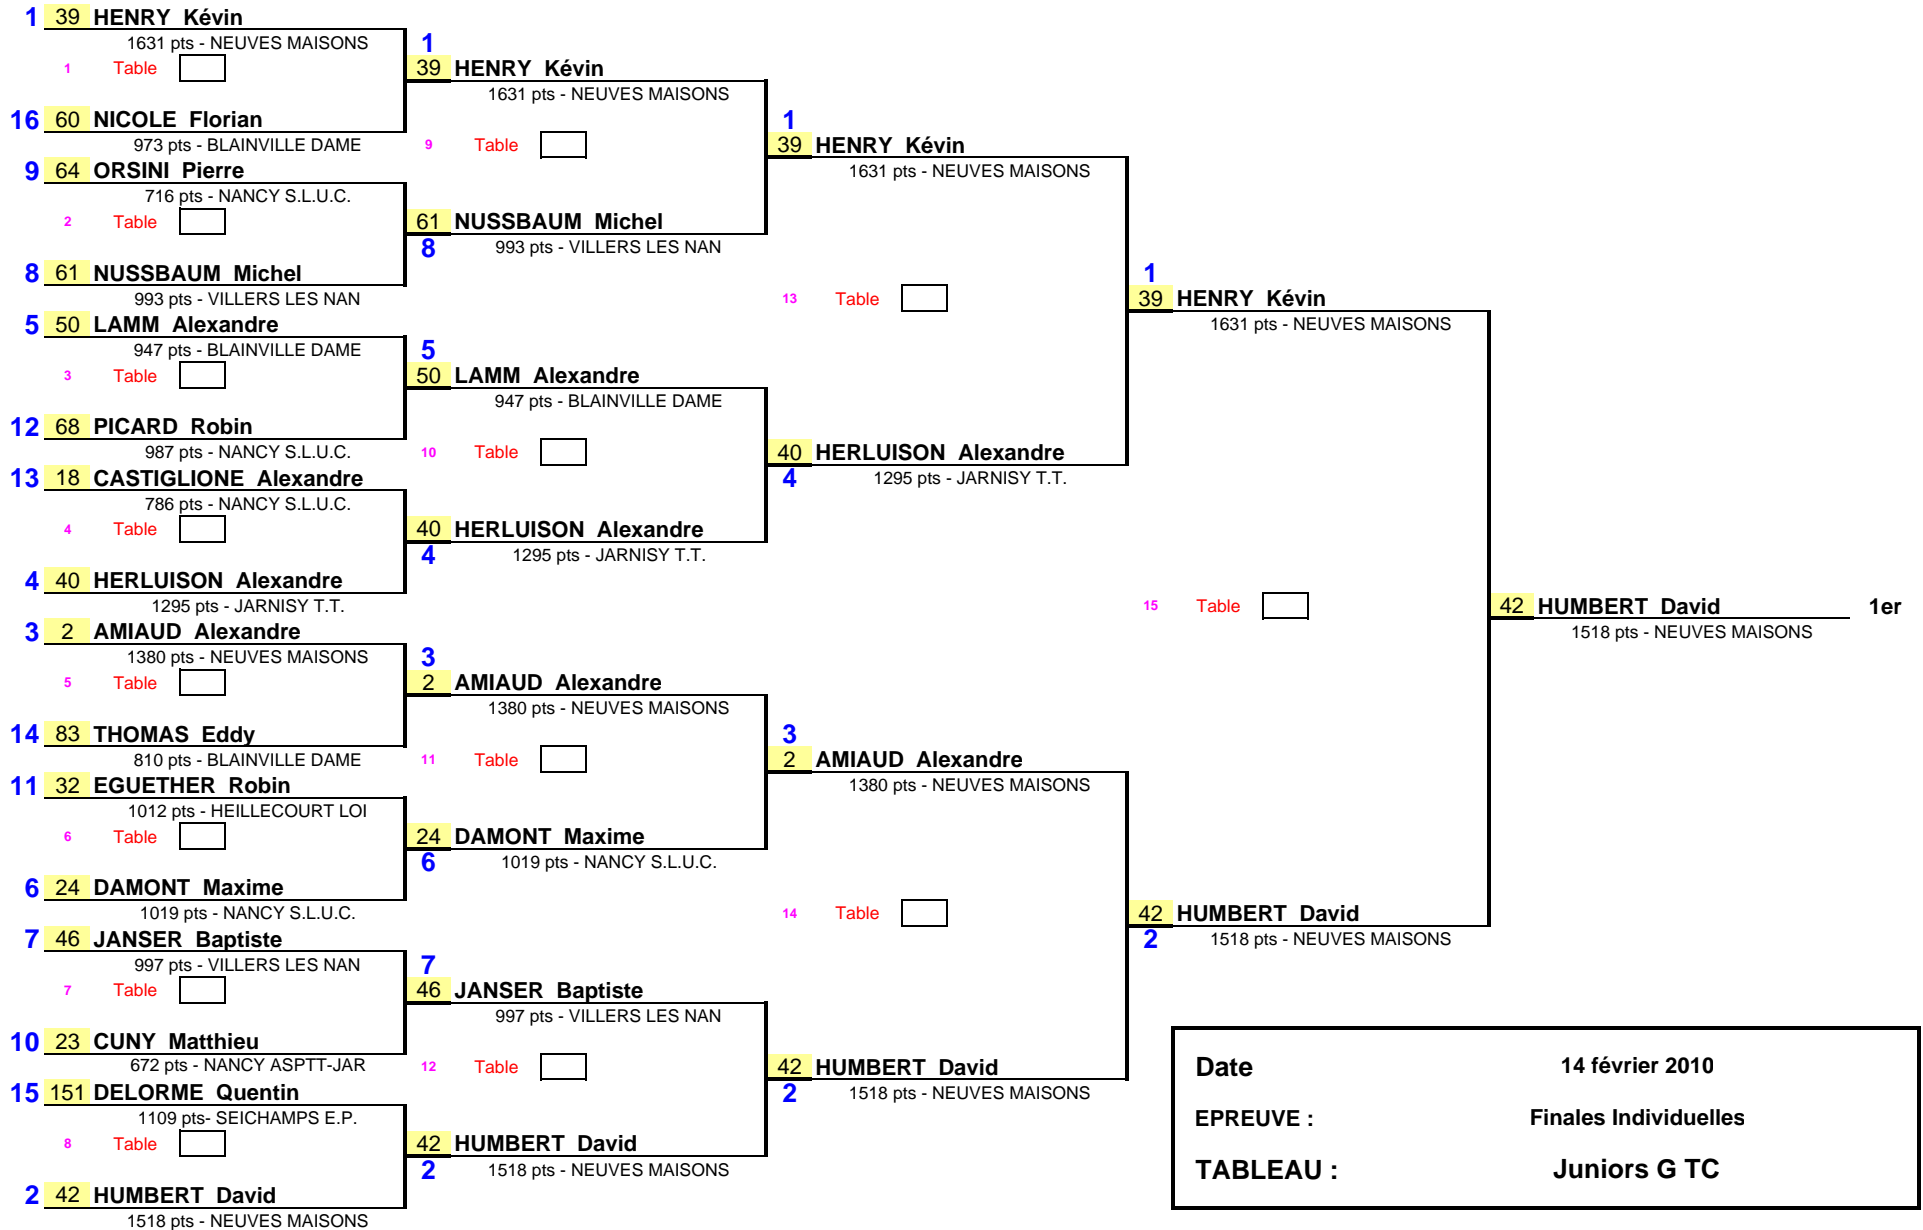 1 39 HENRY Kévin
1631 pts - NEUVES MAISONS
1 Table
16 60 NICOLE Florian
973 pts - BLAINVILLE DAME
9 64 ORSINI Pierre
716 pts - NANCY S.L.U.C.
2 Table
8 61 NUSSBAUM Michel
993 pts - VILLERS LES NAN
5 50 LAMM Alexandre
947 pts - BLAINVILLE DAME
3 Table
12 68 PICARD Robin
987 pts - NANCY S.L.U.C.
13 18 CASTIGLIONE Alexandre
786 pts - NANCY S.L.U.C.
4 Table
4 40 HERLUISON Alexandre
1295 pts - JARNISY T.T.
3 2 AMIAUD Alexandre
1380 pts - NEUVES MAISONS
5 Table
14 83 THOMAS Eddy
810 pts - BLAINVILLE DAME
11 32 EGUETHER Robin
1012 pts - HEILLECOURT LOI
6 Table
6 24 DAMONT Maxime
1019 pts - NANCY S.L.U.C.
7 46 JANSER Baptiste
997 pts - VILLERS LES NAN
7 Table
10 23 CUNY Matthieu
672 pts - NANCY ASPTT-JAR
15 151 DELORME Quentin
1109 pts- SEICHAMPS E.P.
8 Table
2 42 HUMBERT David
1518 pts - NEUVES MAISONS
1
39 HENRY Kévin
1631 pts - NEUVES MAISONS
9 Table
61 NUSSBAUM Michel
8 993 pts - VILLERS LES NAN
5
50 LAMM Alexandre
947 pts - BLAINVILLE DAME
10 Table
40 HERLUISON Alexandre
4 1295 pts - JARNISY T.T.
3
2 AMIAUD Alexandre
1380 pts - NEUVES MAISONS
11 Table
24 DAMONT Maxime
6 1019 pts - NANCY S.L.U.C.
7
46 JANSER Baptiste
997 pts - VILLERS LES NAN
12 Table
42 HUMBERT David
2 1518 pts - NEUVES MAISONS
1
39 HENRY Kévin
1631 pts - NEUVES MAISONS
13 Table
40 HERLUISON Alexandre
4 1295 pts - JARNISY T.T.
3
2 AMIAUD Alexandre
1380 pts - NEUVES MAISONS
14 Table
42 HUMBERT David
2 1518 pts - NEUVES MAISONS
1
39 HENRY Kévin
1631 pts - NEUVES MAISONS
15 Table
42 HUMBERT David
2 1518 pts - NEUVES MAISONS
42 HUMBERT David 1er
1518 pts - NEUVES MAISONS
Date 14 février 2010
EPREUVE : Finales Individuelles
TABLEAU : Juniors G TC